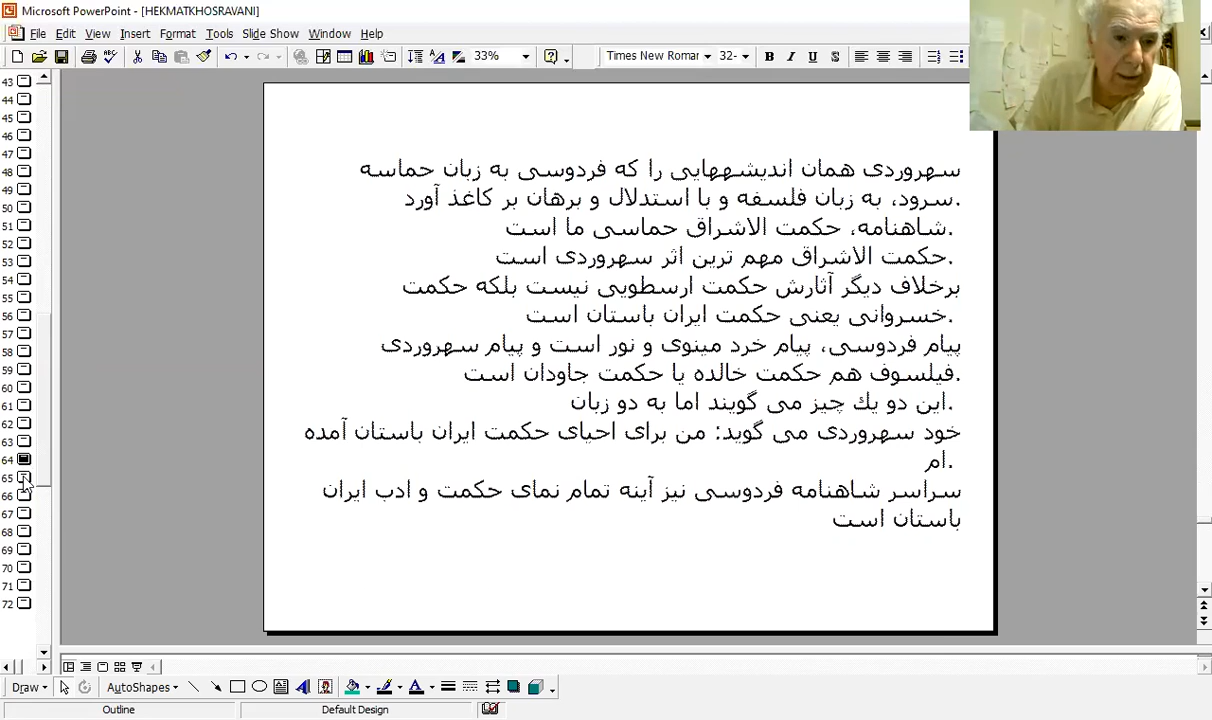 Microsoft PowerPoint - [HEKMATKHOSRAVANI]
File Edit View Insert Format Tools Slide Show Window Help
33% Times New Roman 32 B I U S
43
44
45
46
47
48
49
50
51
52
53
54
55
56
57
58
59
60
61
62
63
64
65
66
67
68
69
70
71
72
سهروردی همان اندیشههایی را که فردوسی به زبان حماسه
سرود، به زبان فلسفه و با استدلال و برهان بر کاغذ آورد.
شاهنامه، حکمت الاشراق حماسی ما است.
حکمت الاشراق مهم ترین اثر سهروردی است.
برخلاف دیگر آثارش حکمت ارسطویی نیست بلکه حکمت
خسروانی یعنی حکمت ایران باستان است.
پیام فردوسی، پیام خرد مینوی و نور است و پیام سهروردی
فیلسوف هم حکمت خالده یا حکمت جاودان است.
این دو يك چیز می گویند اما به دو زبان.
خود سهروردی می گوید: من برای احیای حکمت ایران باستان آمده
ام.
سراسر شاهنامه فردوسی نیز آینه تمام نمای حکمت و ادب ایران
باستان است
Draw AutoShapes
Outline Default Design